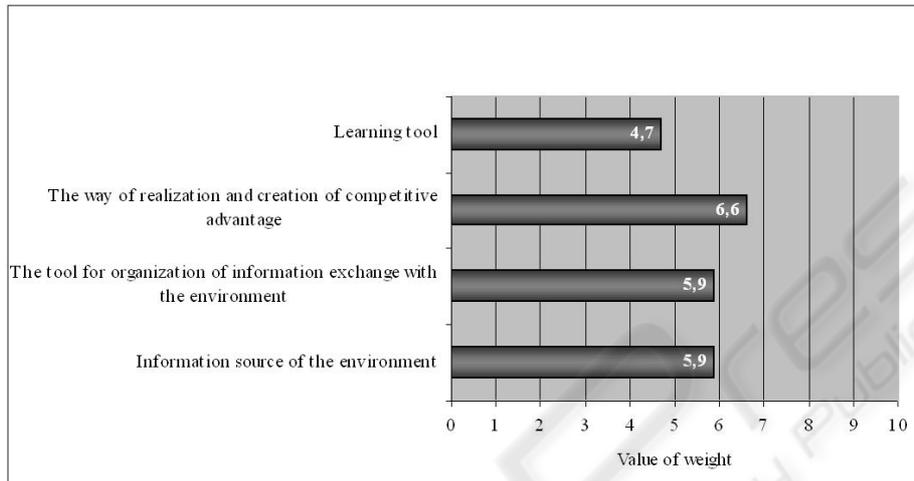 Learning tool
4,7
The way of realization and creation of competitive
advantage
6,6
The tool for organization of information exchange with
the environment
5,9
Information source of the environment
5,9
0 1 2 3 4 5 6 7 8 9 10
Value of weight